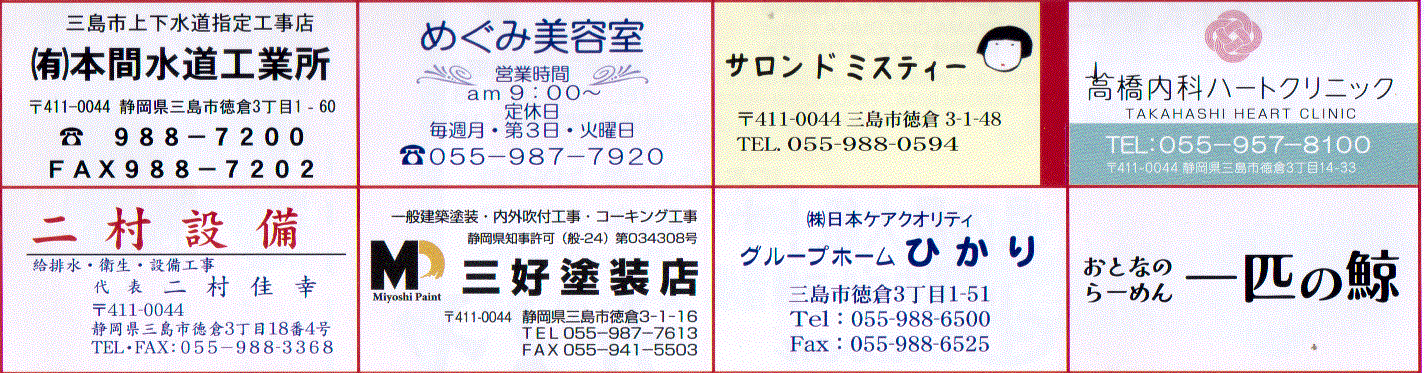 三島市上下水道指定工事店
㈲本間水道工業所
〒411-0044 静岡県三島市徳倉3丁目1-60
☎ 988-7200
FAX988-7202
めぐみ美容室
営業時間
am9:00～
定休日
毎週月・第3日・火曜日
☎055-987-7920
サロンドミスティー
〒411-0044 三島市徳倉 3-1-48
TEL. 055-988-0594
高橋内科ハートクリニック
TAKAHASHI HEART CLINIC
TEL:055-957-8100
〒411-0044 静岡県三島市徳倉3丁目14-33
二村設備
給排水・衛生・設備工事
代表 二村佳幸
〒411-0044
静岡県三島市徳倉3丁目18番4号
TEL・FAX:055-988-3368
一般建築塗装・内外吹付工事・コーキング工事
静岡県知事許可（般-24）第034308号
MP
Miyoshi Paint
三好塗装店
〒411-0044 静岡県三島市徳倉3-1-16
TEL 055-987-7613
FAX 055-941-5503
㈱日本ケアクオリティ
グループホーム ひかり
三島市徳倉3丁目1-51
Tel：055-988-6500
Fax：055-988-6525
おとなの
らーめん
一匹の鯨